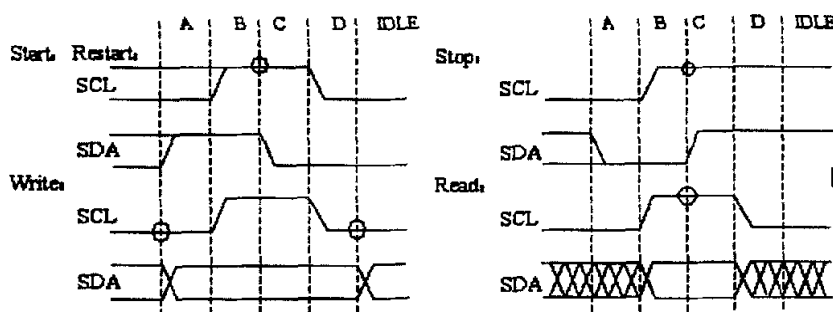 A B C D IDLE
Start, Restart:
SCL
SDA
Write:
SCL
SDA
A B C D IDLE
Stop:
SCL
SDA
Read:
SCL
SDA